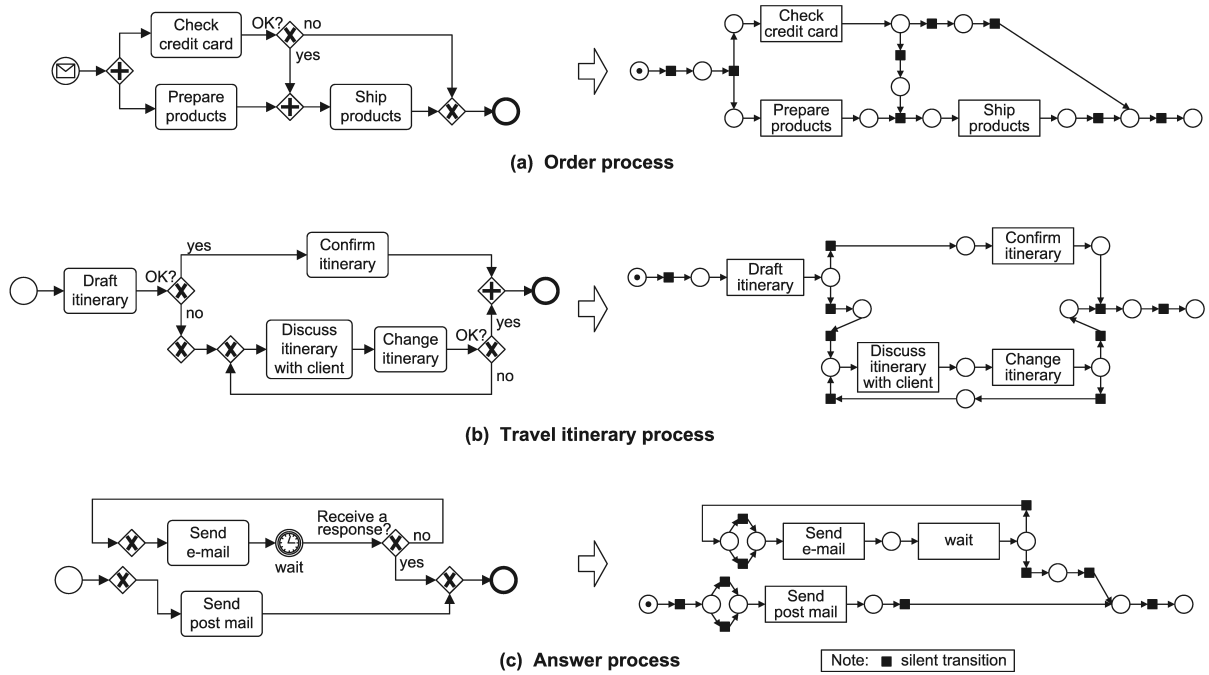 Check
credit card
OK?
no
yes
Prepare
products
Ship
products
Check
credit card
Prepare
products
Ship
products
(a) Order process
Draft
itinerary
OK?
yes
no
Confirm
itinerary
Discuss
itinerary
with client
Change
itinerary
OK?
yes
no
Draft
itinerary
Confirm
itinerary
Discuss
itinerary
with client
Change
itinerary
(b) Travel itinerary process
Send
e-mail
wait
Receive a
response?
no
yes
Send
post mail
Send
e-mail
wait
Send
post mail
(c) Answer process
Note: silent transition